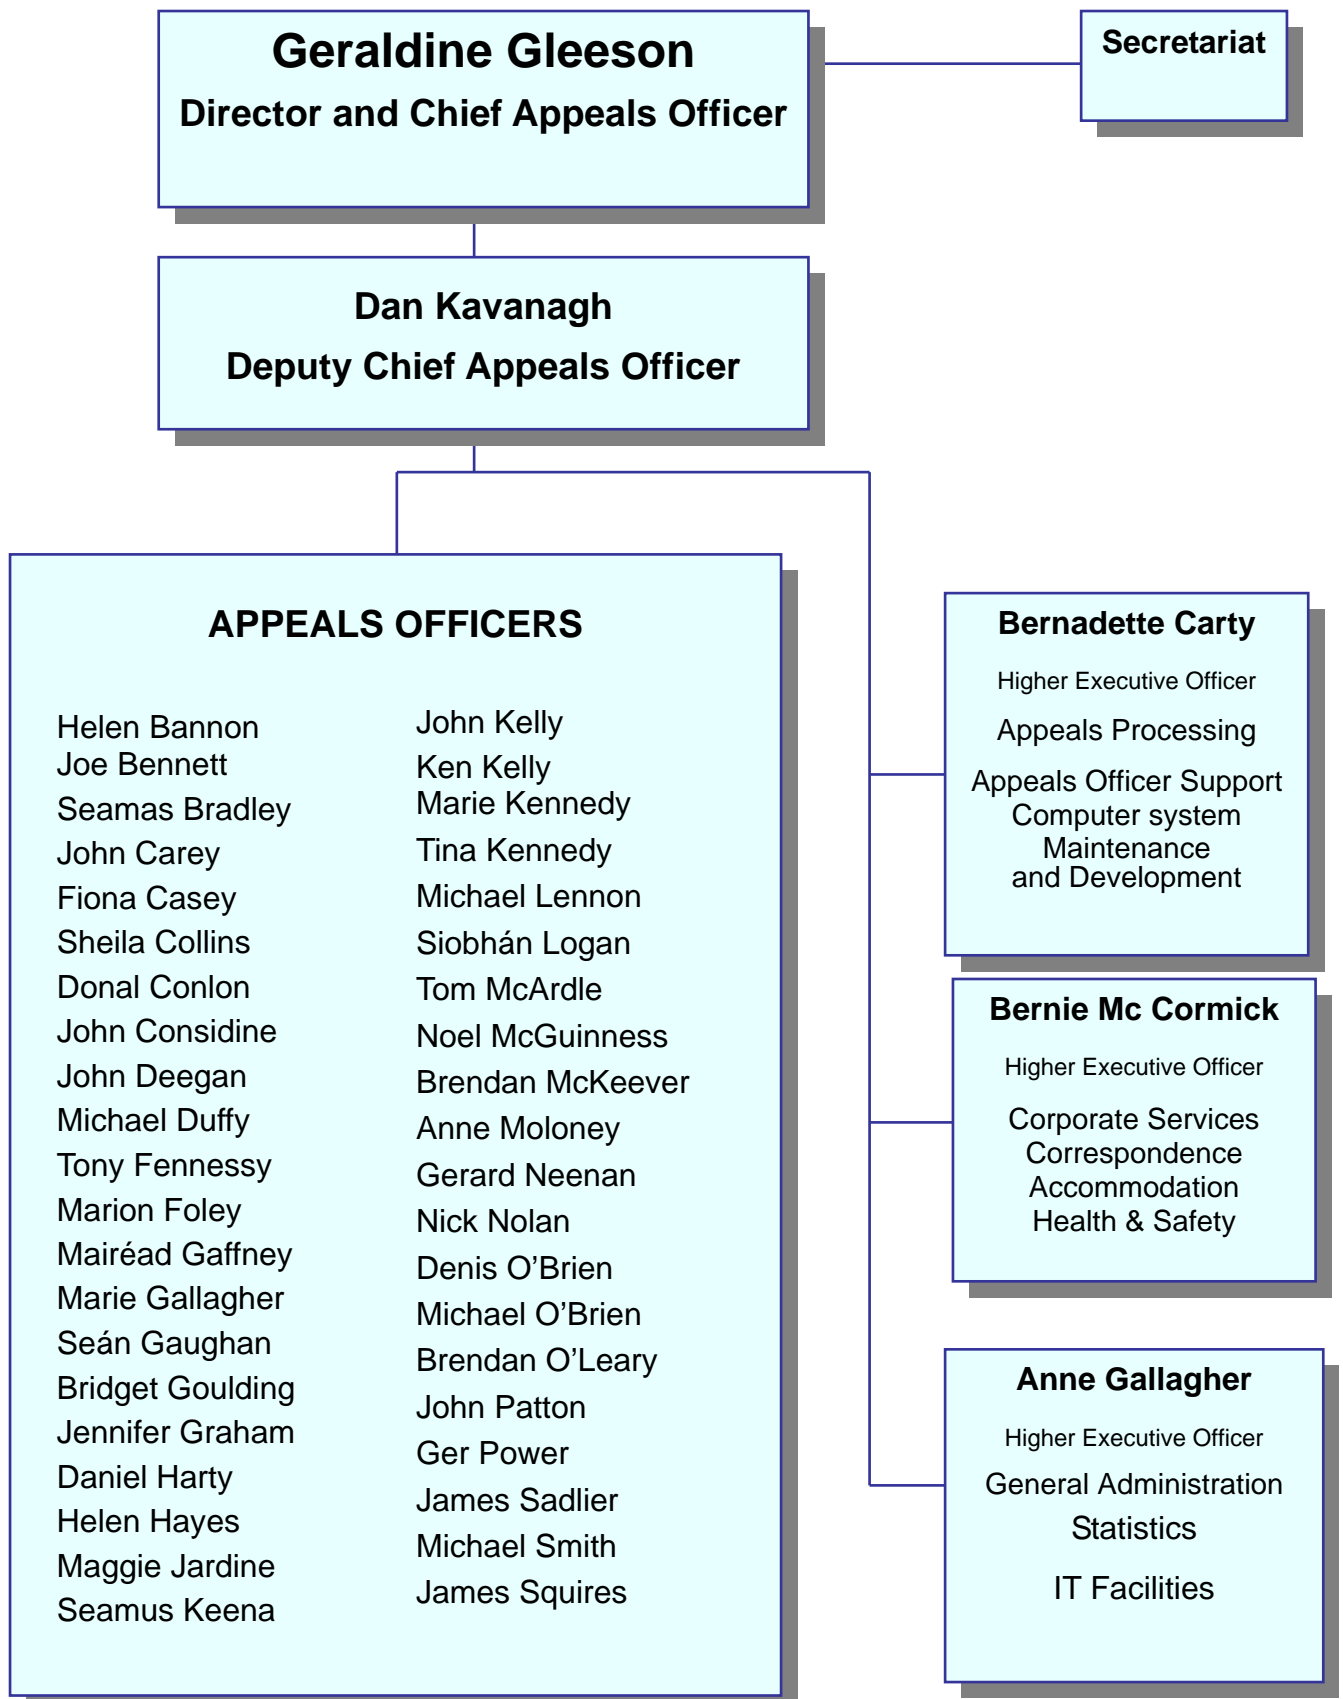 Geraldine Gleeson
Director and Chief Appeals Officer
Secretariat
Dan Kavanagh
Deputy Chief Appeals Officer
APPEALS OFFICERS
Helen Bannon
Joe Bennett
Seamas Bradley
John Carey
Fiona Casey
Sheila Collins
Donal Conlon
John Considine
John Deegan
Michael Duffy
Tony Fennessy
Marion Foley
Mairéad Gaffney
Marie Gallagher
Seán Gaughan
Bridget Goulding
Jennifer Graham
Daniel Harty
Helen Hayes
Maggie Jardine
Seamus Keena
John Kelly
Ken Kelly
Marie Kennedy
Tina Kennedy
Michael Lennon
Siobhán Logan
Tom McArdle
Noel McGuinness
Brendan McKeever
Anne Moloney
Gerard Neenan
Nick Nolan
Denis O’Brien
Michael O’Brien
Brendan O’Leary
John Patton
Ger Power
James Sadlier
Michael Smith
James Squires
Bernadette Carty
Higher Executive Officer
Appeals Processing
Appeals Officer Support
Computer system
Maintenance
and Development
Bernie Mc Cormick
Higher Executive Officer
Corporate Services
Correspondence
Accommodation
Health & Safety
Anne Gallagher
Higher Executive Officer
General Administration
Statistics
IT Facilities